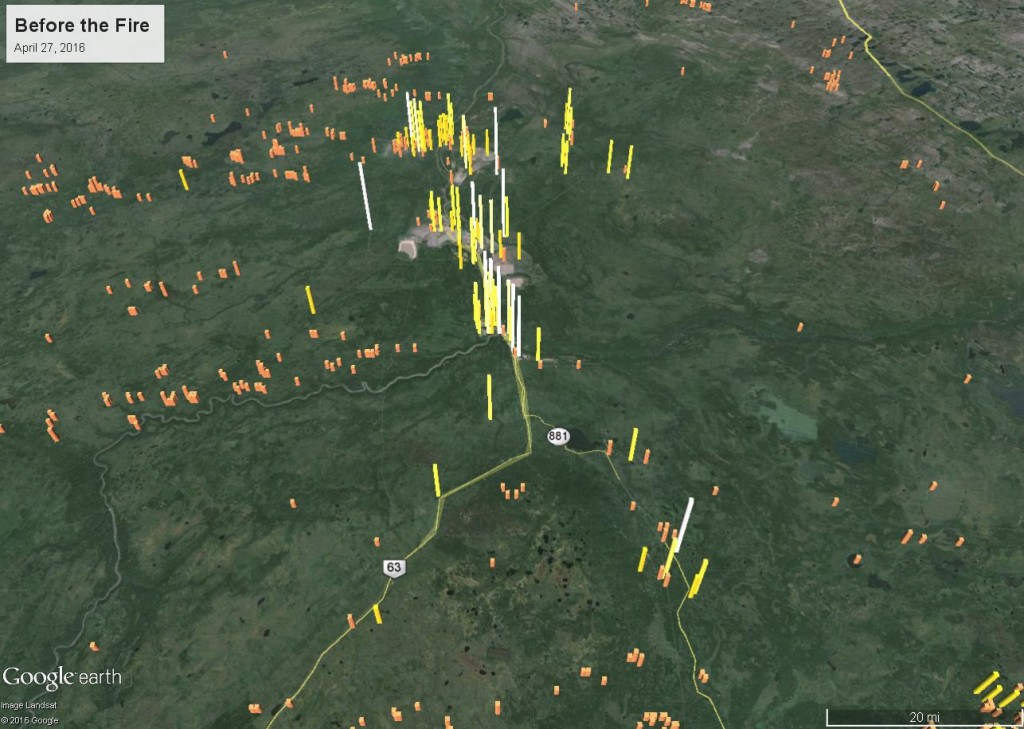 Before the Fire
April 27, 2016
881
63
Google earth
Image Landsat
© 2016 Google
20 mi